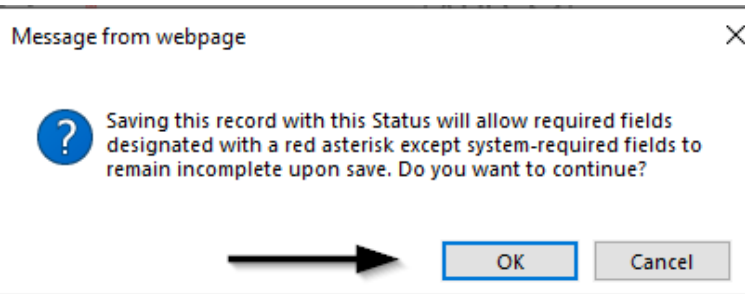 Message from webpage
Saving this record with this Status will allow required fields
designated with a red asterisk except system-required fields to
remain incomplete upon save. Do you want to continue?
OK
Cancel